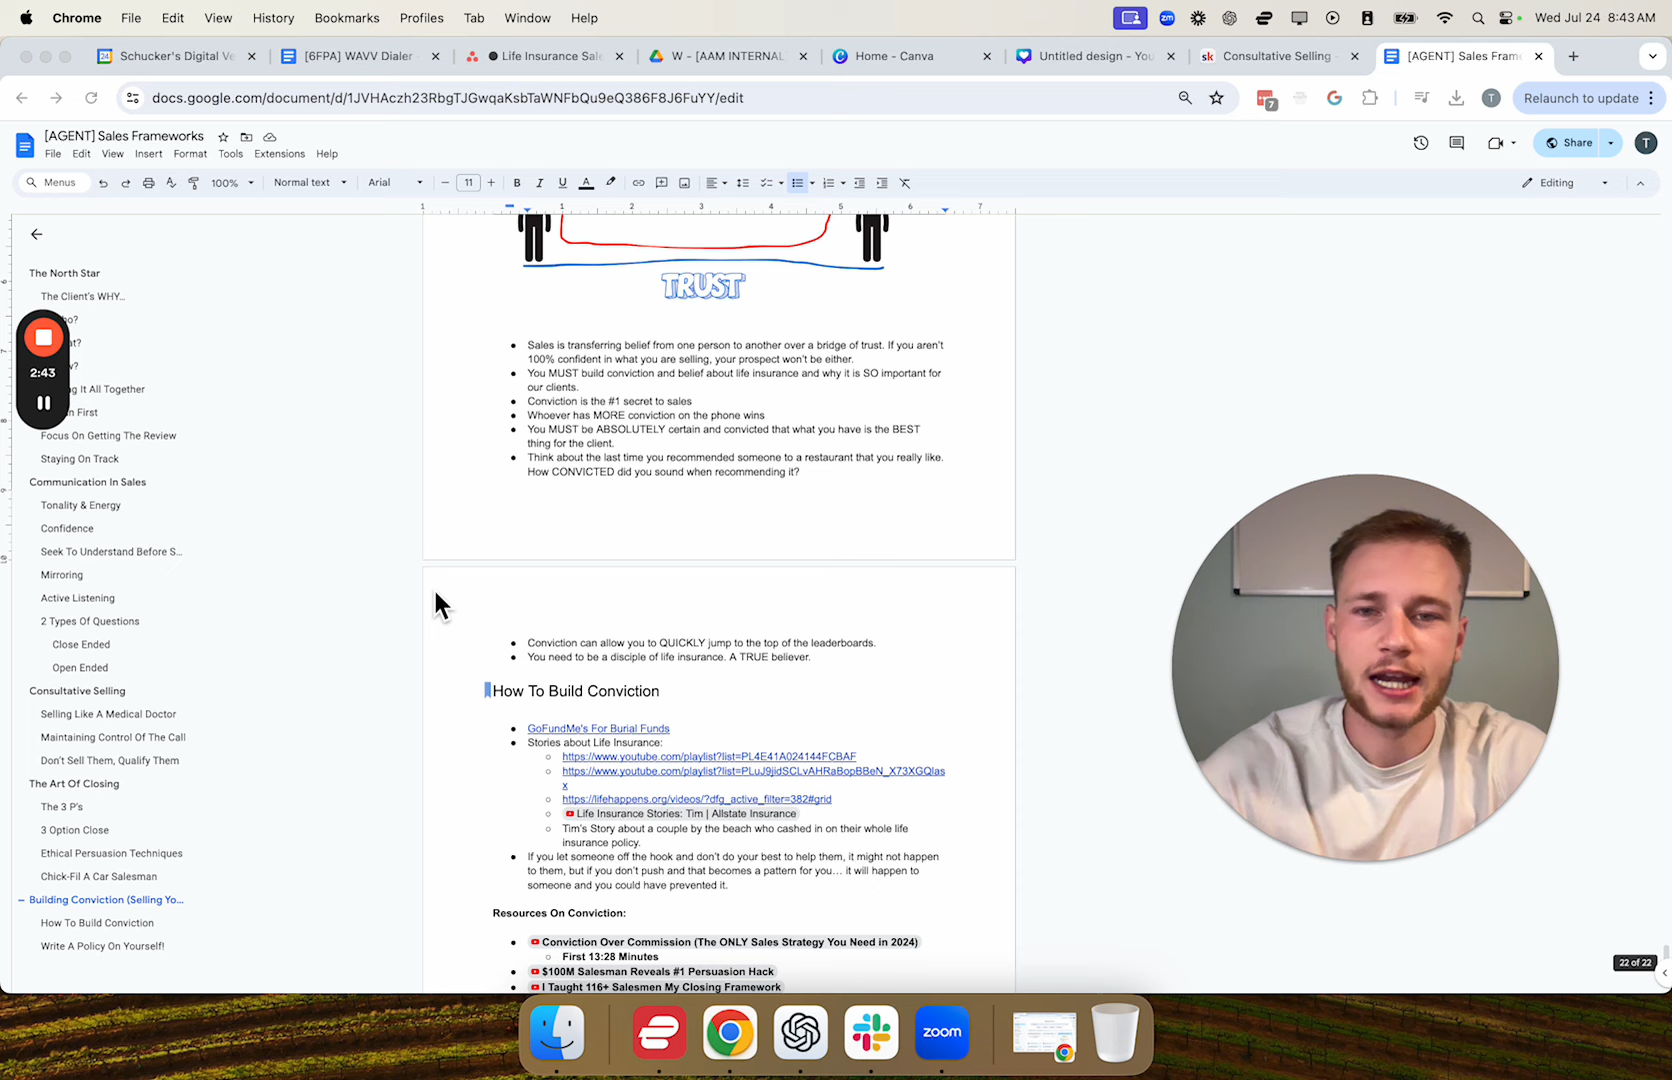 Chrome File Edit View History Bookmarks Profiles Tab Window Help zm Wed Jul 24 8:43 AM
Schucker's Digital Ve [6FPA] WAVV Dialer - Life Insurance Sale W - [AAM INTERNAL Home - Canva Untitled design - You sk Consultative Selling - [AGENT] Sales Fram
docs.google.com/document/d/1JVHAczh23RbgTJGwqaKsbTaWNFbQu9eQ386F8J6FuYY/edit 7 T Relaunch to update
[AGENT] Sales Frameworks
File Edit View Insert Format Tools Extensions Help
Share T
Menus 100% Normal text Arial 11 B I U A Editing
1 1 2 3 4 5 6 7
The North Star
The Client's WHY...
ho?
at?
w?
g It All Together
n First
Focus On Getting The Review
Staying On Track
Communication In Sales
Tonality & Energy
Confidence
Seek To Understand Before S...
Mirroring
Active Listening
2 Types Of Questions
Close Ended
Open Ended
Consultative Selling
Selling Like A Medical Doctor
Maintaining Control Of The Call
Don't Sell Them, Qualify Them
The Art Of Closing
The 3 P's
3 Option Close
Ethical Persuasion Techniques
Chick-Fil A Car Salesman
Building Conviction (Selling Yo...
How To Build Conviction
Write A Policy On Yourself!
2:43
TRUST
Sales is transferring belief from one person to another over a bridge of trust. If you aren't
100% confident in what you are selling, your prospect won't be either.
You MUST build conviction and belief about life insurance and why it is SO important for
our clients.
Conviction is the #1 secret to sales
Whoever has MORE conviction on the phone wins
You MUST be ABSOLUTELY certain and convicted that what you have is the BEST
thing for the client.
Think about the last time you recommended someone to a restaurant that you really like.
How CONVICTED did you sound when recommending it?
Conviction can allow you to QUICKLY jump to the top of the leaderboards.
You need to be a disciple of life insurance. A TRUE believer.
How To Build Conviction
GoFundMe's For Burial Funds
Stories about Life Insurance:
https://www.youtube.com/playlist?list=PL4E41A024144FCBAF
https://www.youtube.com/playlist?list=PLuJ9jidSCLvAHRaBopBBeN_X73XGQlas
x
https://lifehappens.org/videos/?dfg_active_filter=382#grid
Life Insurance Stories: Tim | Allstate Insurance
Tim's Story about a couple by the beach who cashed in on their whole life
insurance policy.
If you let someone off the hook and don't do your best to help them, it might not happen
to them, but if you don't push and that becomes a pattern for you... it will happen to
someone and you could have prevented it.
Resources On Conviction:
Conviction Over Commission (The ONLY Sales Strategy You Need in 2024)
First 13:28 Minutes
$100M Salesman Reveals #1 Persuasion Hack
I Taught 116+ Salesmen My Closing Framework
22 of 22
zoom